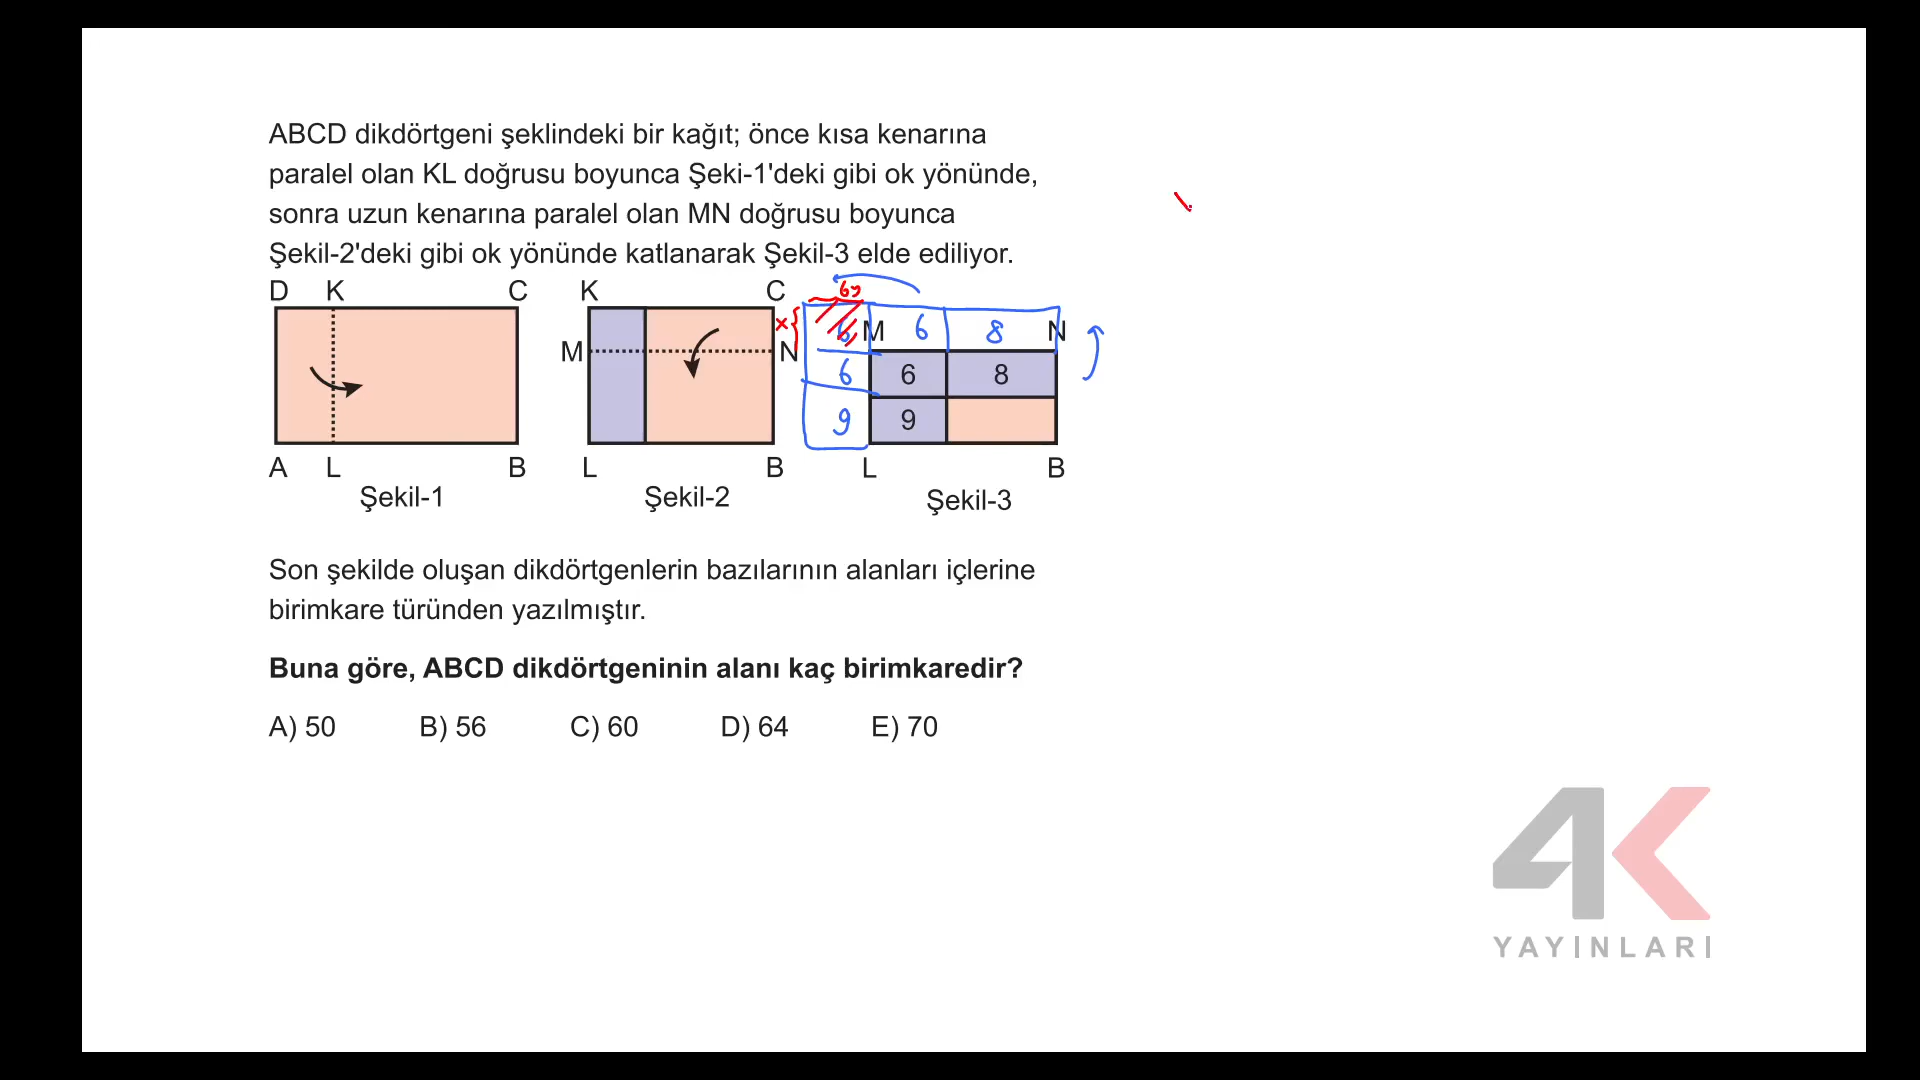 ABCD dikdörtgeni şeklindeki bir kağıt; önce kısa kenarına
paralel olan KL doğrusu boyunca Şeki-1'deki gibi ok yönünde,
sonra uzun kenarına paralel olan MN doğrusu boyunca
Şekil-2'deki gibi ok yönünde katlanarak Şekil-3 elde ediliyor.
D K C K C
x 6 M 6 8 N
M N
6 6 8
9 9
A L B L B L B
Şekil-1 Şekil-2 Şekil-3
Son şekilde oluşan dikdörtgenlerin bazılarının alanları içlerine
birimkare türünden yazılmıştır.
Buna göre, ABCD dikdörtgeninin alanı kaç birimkaredir?
A) 50 B) 56 C) 60 D) 64 E) 70
4K
YAYINLARI